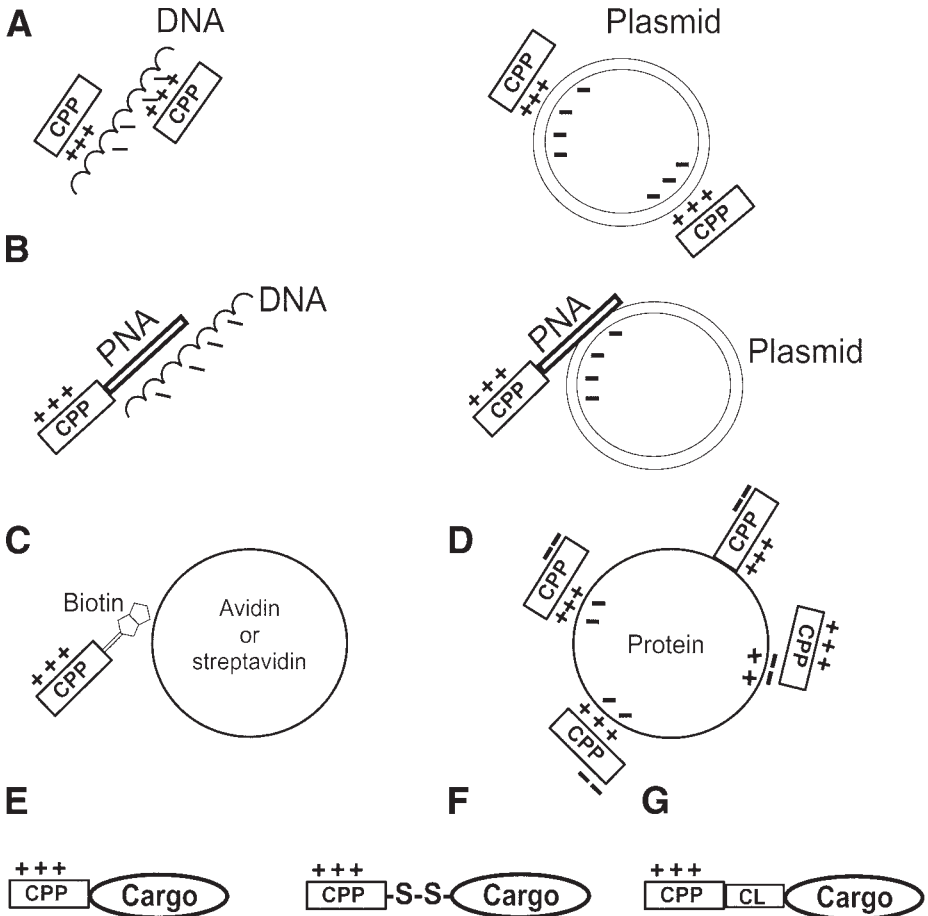 A
DNA
CPP
+++
CPP
+++
Plasmid
CPP
+++
+++
CPP
B
PNA
DNA
+++
CPP
PNA
Plasmid
+++
CPP
C
Biotin
+++
CPP
Avidin
or
streptavidin
D
CPP
+++
CPP
+++
Protein
++
CPP
+++
+++
CPP
E
+++
CPP
Cargo
F
+++
CPP
-S-S-
Cargo
G
+++
CPP
CL
Cargo